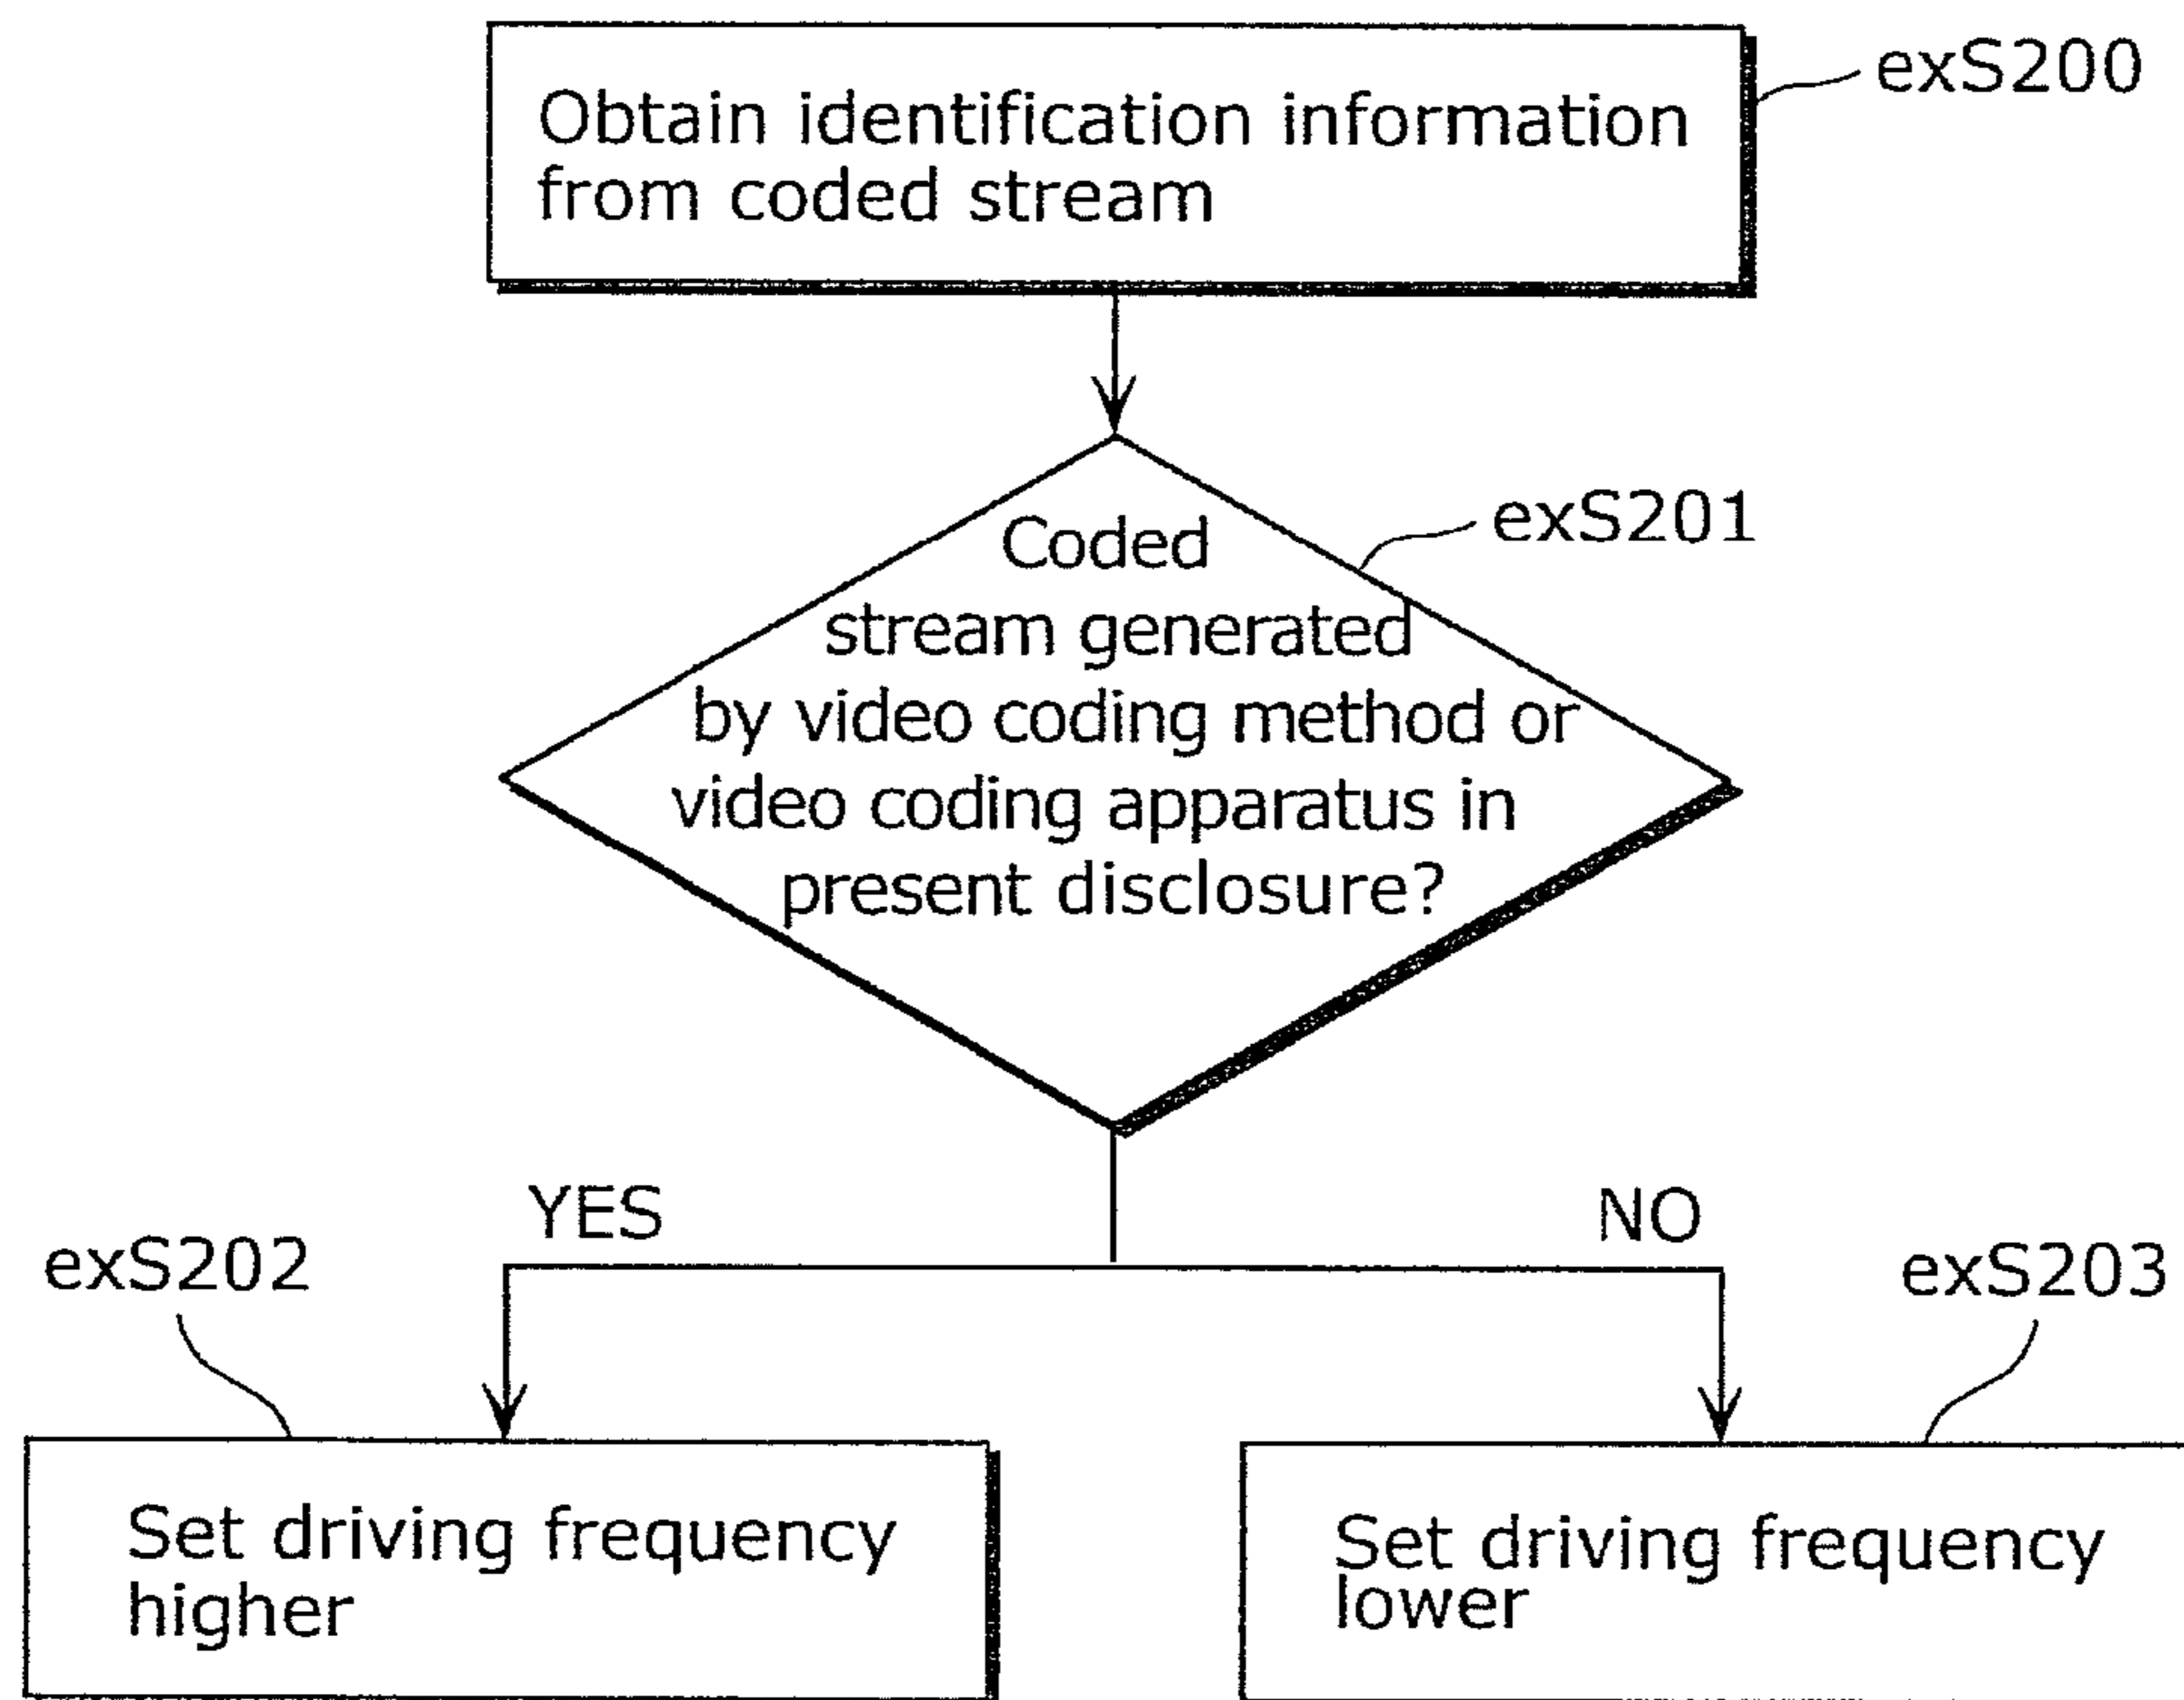 exS200
Obtain identification information
from coded stream
exS201
Coded
stream generated
by video coding method or
video coding apparatus in
present disclosure?
YES
NO
exS202
exS203
Set driving frequency
higher
Set driving frequency
lower